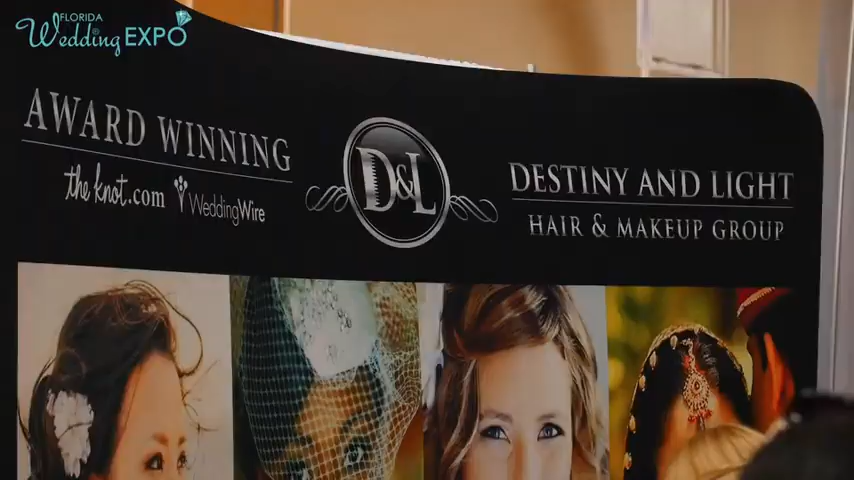 FLORIDA
Wedding® EXPO
AWARD WINNING
the knot.com WeddingWire
D&L
DESTINY AND LIGHT
HAIR & MAKEUP GROUP